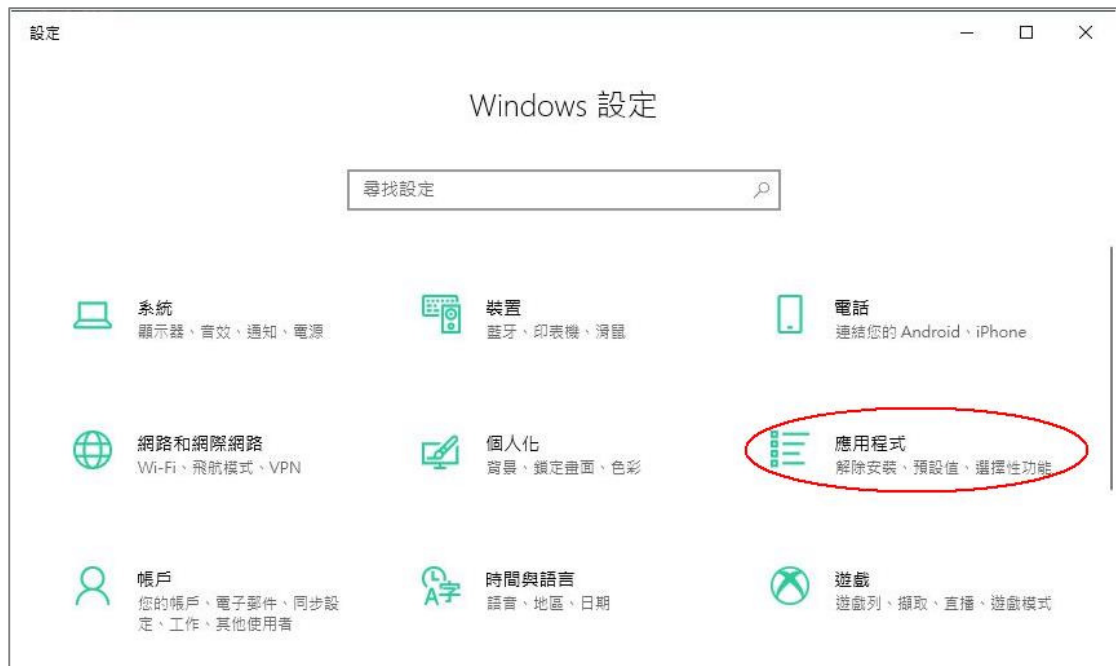 設定
Windows 設定
尋找設定
系統
顯示器、音效、通知、電源
裝置
藍牙、印表機、滑鼠
電話
連結您的 Android、iPhone
網路和網際網路
Wi-Fi、飛航模式、VPN
個人化
背景、鎖定畫面、色彩
應用程式
解除安裝、預設值、選擇性功能
帳戶
您的帳戶、電子郵件、同步設
定、工作、其他使用者
時間與語言
語音、地區、日期
遊戲
遊戲列、擷取、直播、遊戲模式